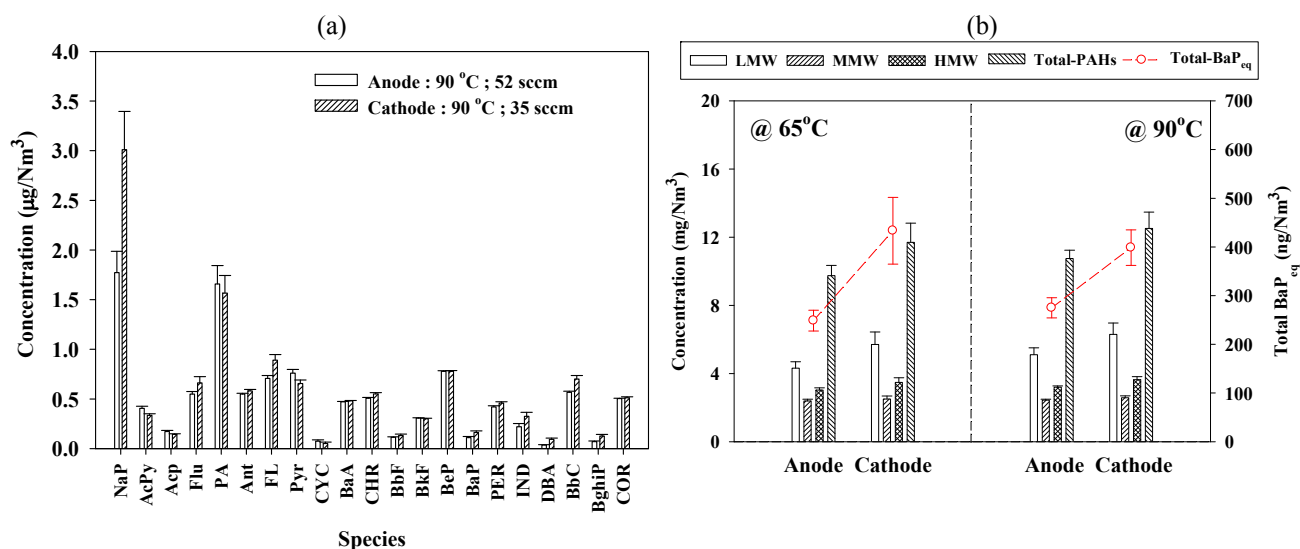 (a)
4.0
3.5
3.0
2.5
2.0
1.5
1.0
0.5
0.0
Concentration (μg/Nm³)
Anode : 90 °C ; 52 sccm
Cathode : 90 °C ; 35 sccm
NaP
AcPy
Acp
Flu
PA
Ant
FL
Pyr
CYC
BaA
CHR
BbF
BkF
BeP
BaP
PER
IND
DBA
BbC
BghiP
COR
Species
(b)
LMW MMW HMW Total-PAHs Total-BaPeq
20
16
12
8
4
0
Concentration (mg/Nm³)
@ 65°C
@ 90°C
700
600
500
400
300
200
100
0
Total BaPeq (ng/Nm³)
Anode Cathode Anode Cathode